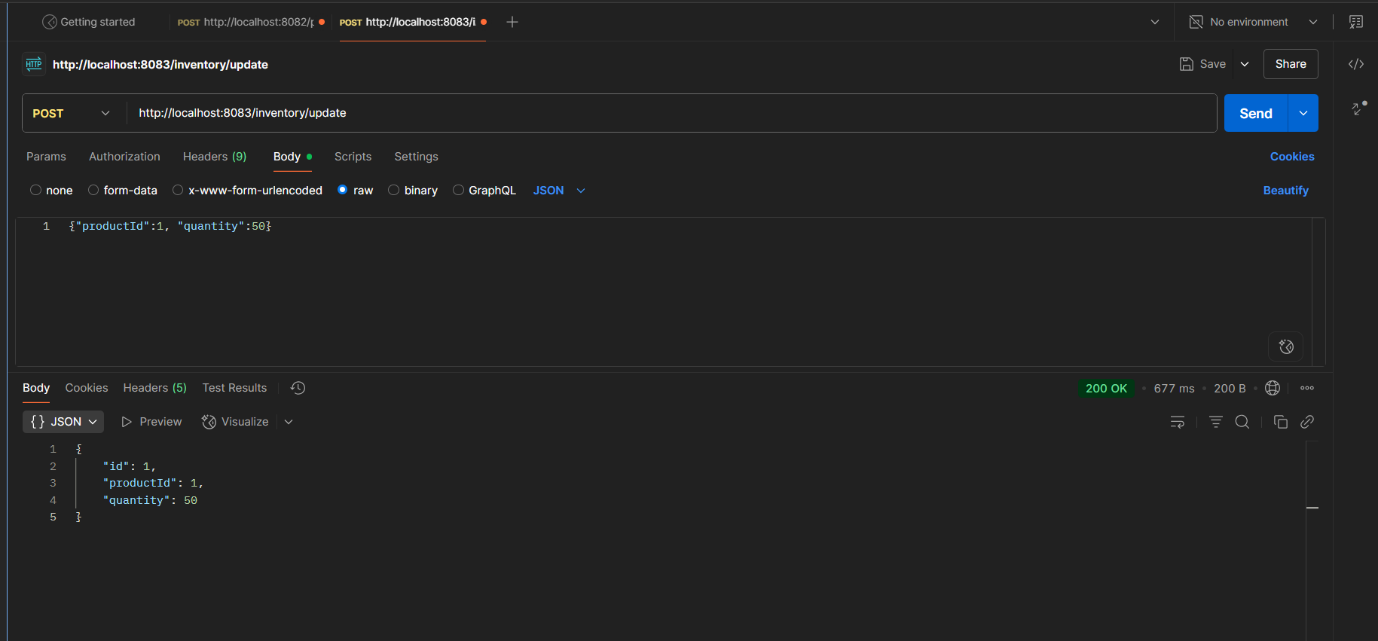 Getting started POST http://localhost:8082/p POST http://localhost:8083/i No environment
HTTP http://localhost:8083/inventory/update Save Share
POST http://localhost:8083/inventory/update Send
Params Authorization Headers (9) Body Scripts Settings Cookies
none form-data x-www-form-urlencoded raw binary GraphQL JSON Beautify
1 {"productId":1, "quantity":50}
Body Cookies Headers (5) Test Results 200 OK • 677 ms • 200 B •
{} JSON Preview Visualize
1 {
2 "id": 1,
3 "productId": 1,
4 "quantity": 50
5 }